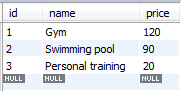 id name price
1 Gym 120
2 Swimming pool 90
3 Personal training 20
NULL NULL NULL